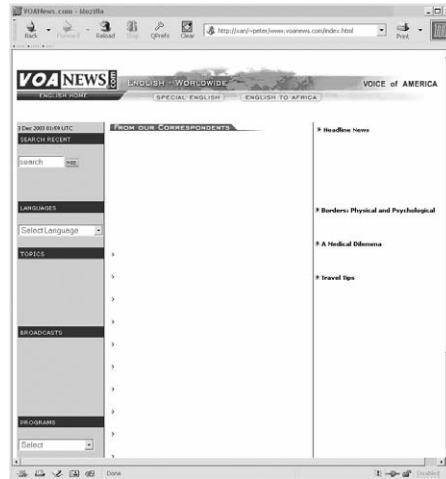 VOANews.com - Mozilla
Back Forward Reload Stop QPrefs Clear http://xanj/~peter/www.voanews.com/index.html Print
VOA NEWS ENGLISH - WORLDWIDE VOICE of AMERICA
ENGLISH HOME SPECIAL ENGLISH ENGLISH TO AFRICA
3 Dec 2003 01:59 UTC
SEARCH RECENT
search
LANGUAGES
Select Language
TOPICS
BROADCASTS
PROGRAMS
Select
FROM OUR CORRESPONDENTS
Headline News
Borders: Physical and Psychological
A Medical Dilemma
Travel Tips
Done
Disabled